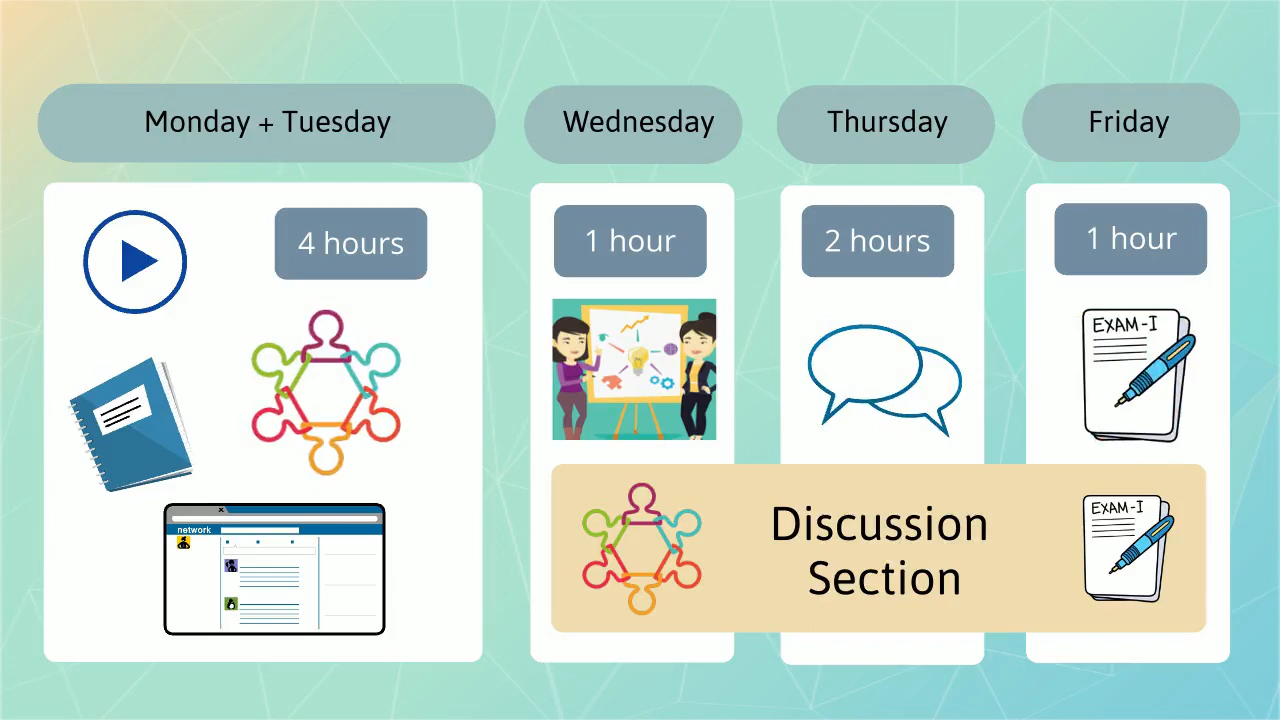 Monday + Tuesday
Wednesday
Thursday
Friday
4 hours
1 hour
2 hours
1 hour
EXAM-I
network
Discussion
Section
EXAM-I